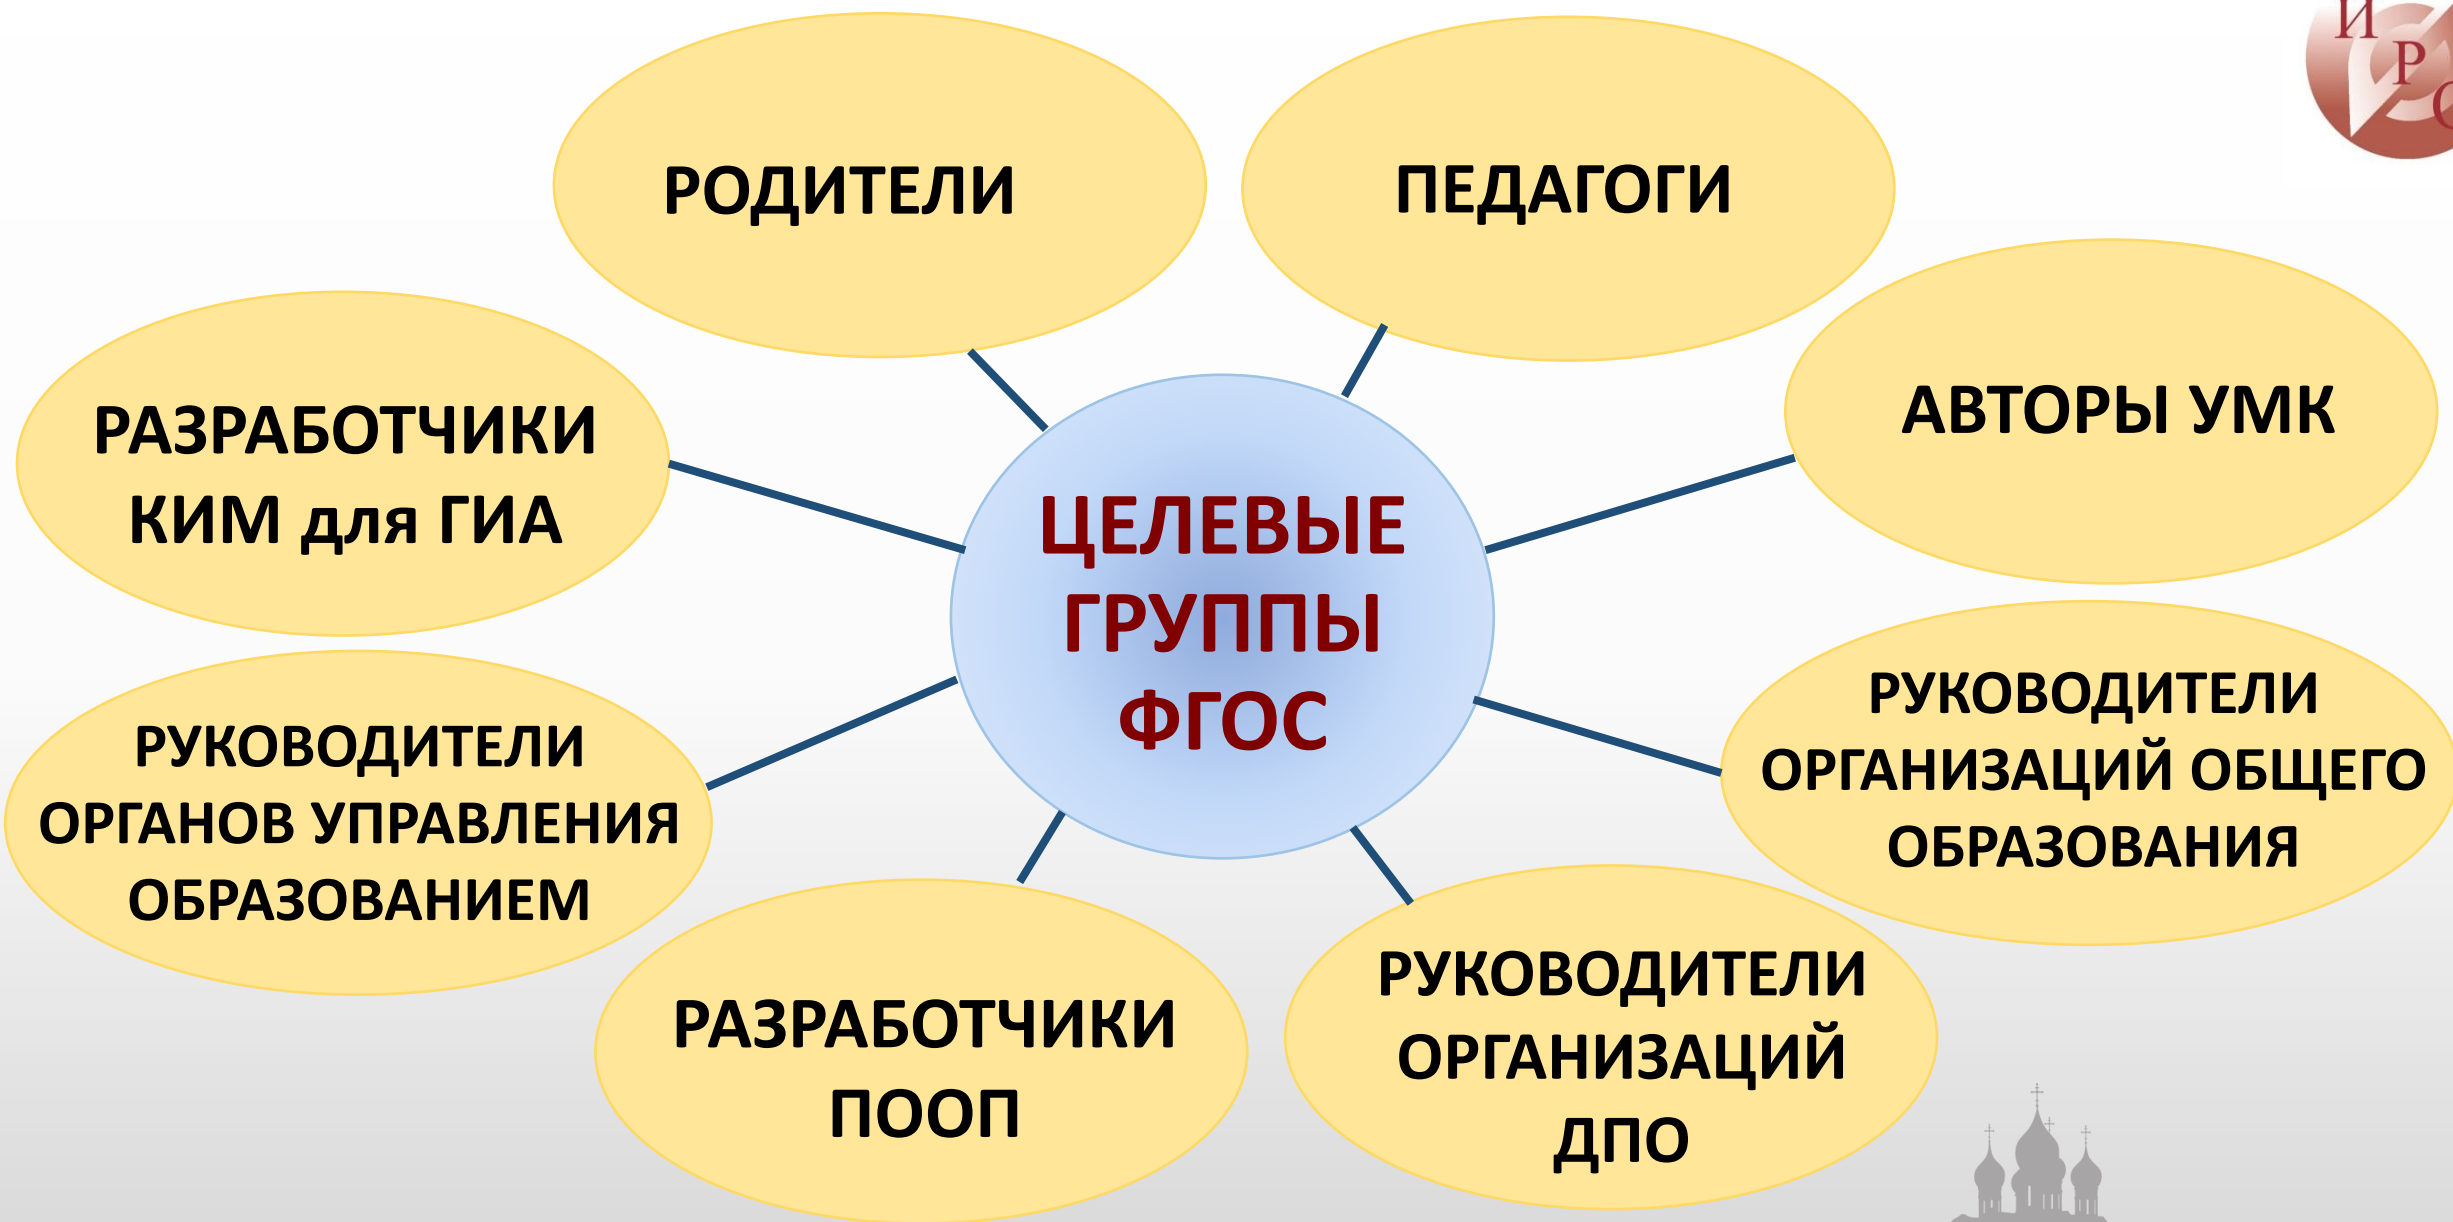 И
Р
О
РОДИТЕЛИ
ПЕДАГОГИ
АВТОРЫ УМК
РАЗРАБОТЧИКИ
КИМ для ГИА
ЦЕЛЕВЫЕ
ГРУППЫ
ФГОС
РУКОВОДИТЕЛИ
ОРГАНИЗАЦИЙ ОБЩЕГО
ОБРАЗОВАНИЯ
РУКОВОДИТЕЛИ
ОРГАНОВ УПРАВЛЕНИЯ
ОБРАЗОВАНИЕМ
РАЗРАБОТЧИКИ
ПООП
РУКОВОДИТЕЛИ
ОРГАНИЗАЦИЙ
ДПО